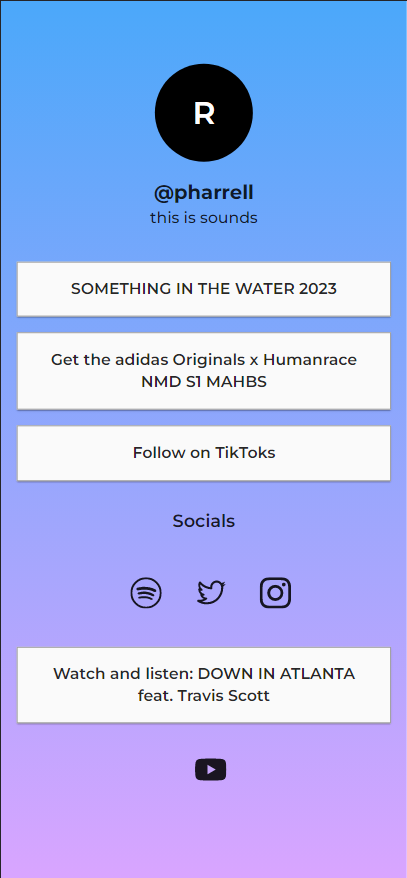 R
@pharrell
this is sounds
SOMETHING IN THE WATER 2023
Get the adidas Originals x Humanrace
NMD S1 MAHBS
Follow on TikToks
Socials
Watch and listen: DOWN IN ATLANTA
feat. Travis Scott